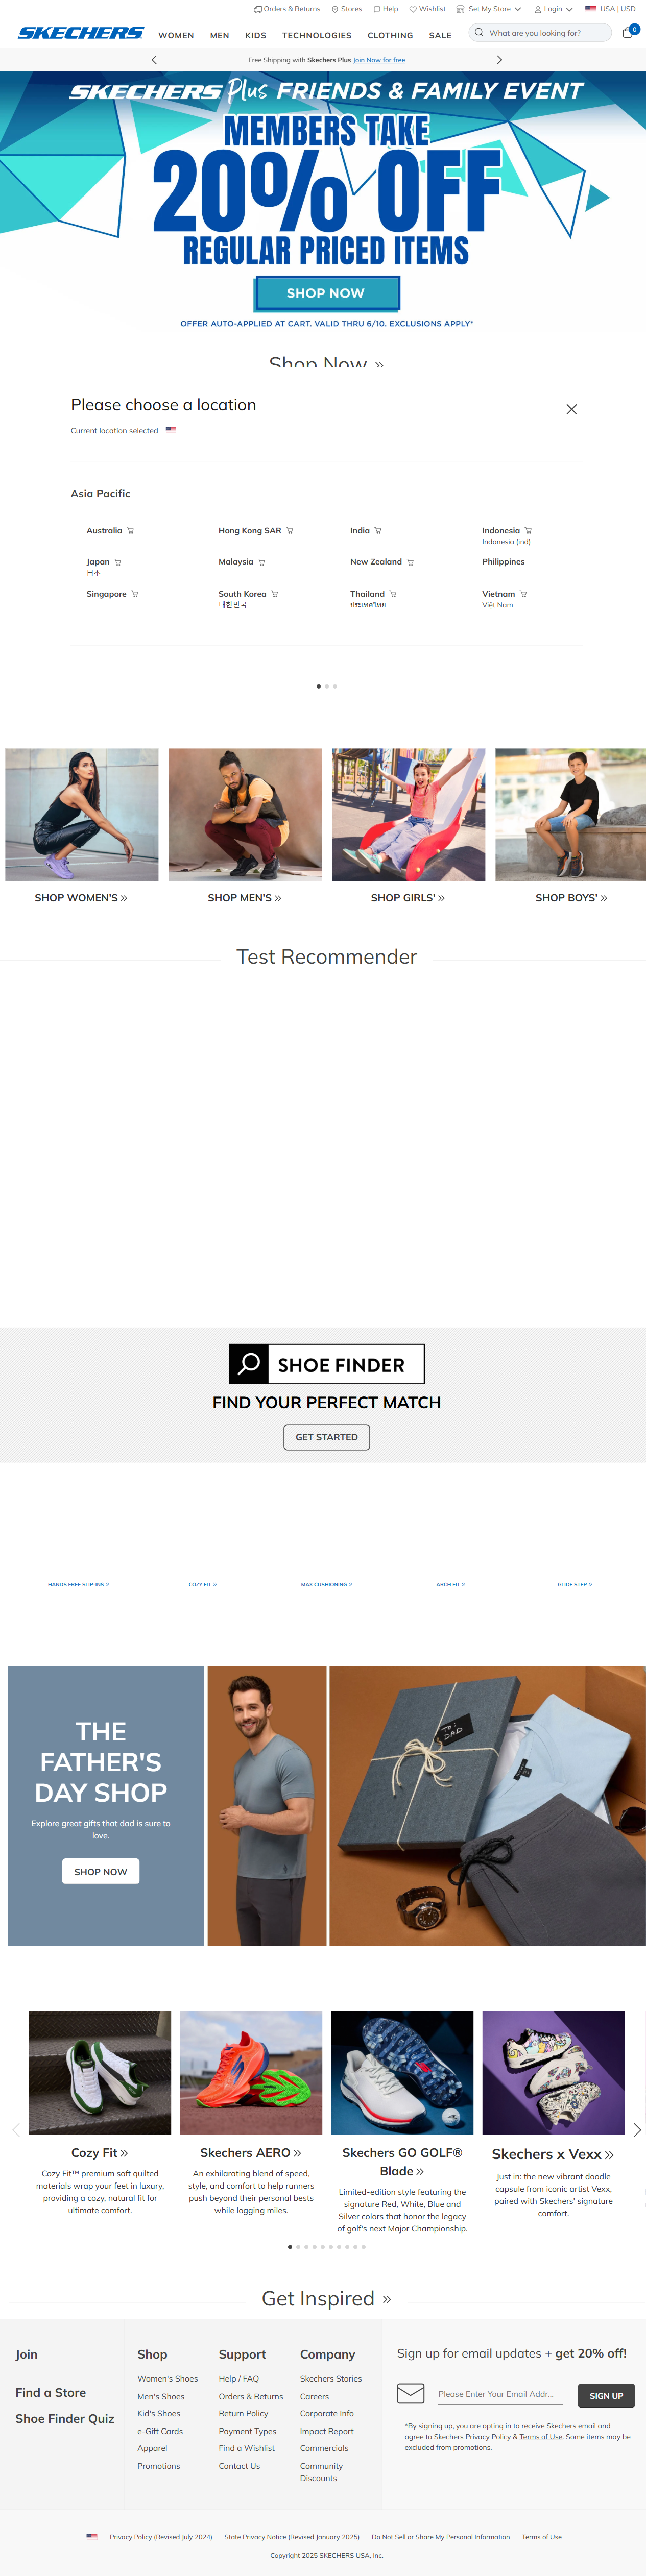 Orders & Returns Stores Help Wishlist Set My Store Login USA | USD
SKECHERS WOMEN MEN KIDS TECHNOLOGIES CLOTHING SALE What are you looking for? 0
Free Shipping with Skechers Plus Join Now for free
SKECHERS Plus FRIENDS & FAMILY EVENT
MEMBERS TAKE
20% OFF
REGULAR PRICED ITEMS
SHOP NOW
OFFER AUTO-APPLIED AT CART. VALID THRU 6/10. EXCLUSIONS APPLY*
Shop Now »
Please choose a location
Current location selected
Asia Pacific
Australia Hong Kong SAR India Indonesia
Indonesia (ind)
Japan Malaysia New Zealand Philippines
日本
Singapore South Korea Thailand Vietnam
대한민국 ประเทศไทย Việt Nam
SHOP WOMEN'S » SHOP MEN'S » SHOP GIRLS' » SHOP BOYS' »
Test Recommender
SHOE FINDER
FIND YOUR PERFECT MATCH
GET STARTED
HANDS FREE SLIP-INS » COZY FIT » MAX CUSHIONING » ARCH FIT » GLIDE STEP »
THE
FATHER'S
DAY SHOP
Explore great gifts that dad is sure to
love.
SHOP NOW
TO:
DAD
Cozy Fit »
Cozy Fit™ premium soft quilted
materials wrap your feet in luxury,
providing a cozy, natural fit for
ultimate comfort.
Skechers AERO »
An exhilarating blend of speed,
style, and comfort to help runners
push beyond their personal bests
while logging miles.
Skechers GO GOLF®
Blade »
Limited-edition style featuring the
signature Red, White, Blue and
Silver colors that honor the legacy
of golf's next Major Championship.
Skechers x Vexx »
Just in: the new vibrant doodle
capsule from iconic artist Vexx,
paired with Skechers' signature
comfort.
Get Inspired »
Join
Find a Store
Shoe Finder Quiz
Shop
Women's Shoes
Men's Shoes
Kid's Shoes
e-Gift Cards
Apparel
Promotions
Support
Help / FAQ
Orders & Returns
Return Policy
Payment Types
Find a Wishlist
Contact Us
Company
Skechers Stories
Careers
Corporate Info
Impact Report
Commercials
Community
Discounts
Sign up for email updates + get 20% off!
Please Enter Your Email Addr... SIGN UP
*By signing up, you are opting in to receive Skechers email and
agree to Skechers Privacy Policy & Terms of Use. Some items may be
excluded from promotions.
Privacy Policy (Revised July 2024) State Privacy Notice (Revised January 2025) Do Not Sell or Share My Personal Information Terms of Use
Copyright 2025 SKECHERS USA, Inc.